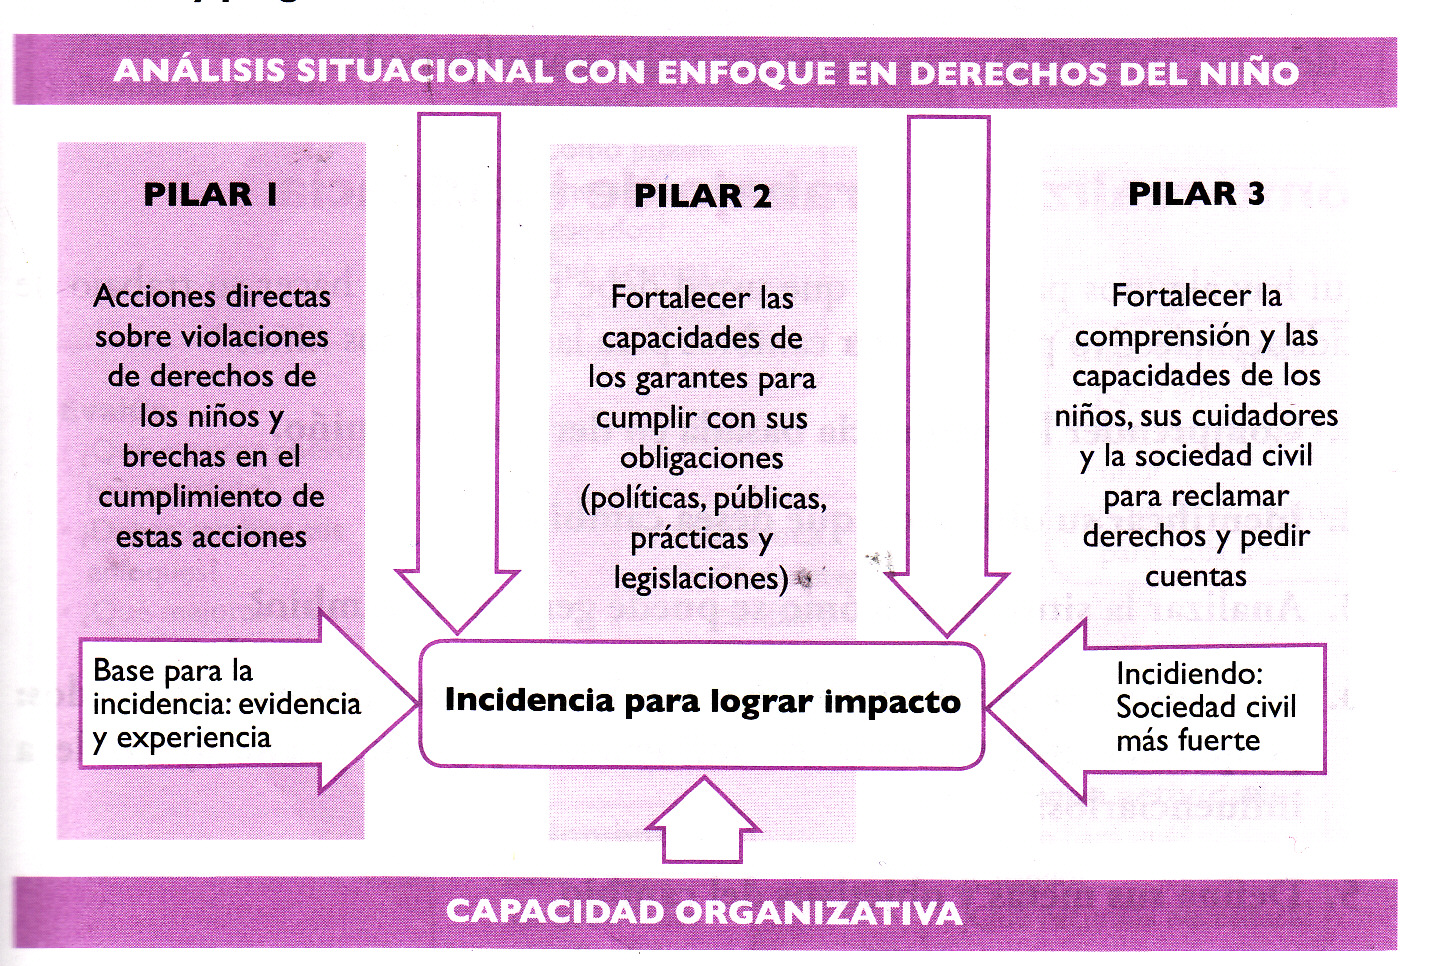 ANÁLISIS SITUACIONAL CON ENFOQUE EN DERECHOS DEL NIÑO
PILAR 1
Acciones directas
sobre violaciones
de derechos de
los niños y
brechas en el
cumplimiento de
estas acciones
PILAR 2
Fortalecer las
capacidades de
los garantes para
cumplir con sus
obligaciones
(políticas, públicas,
prácticas y
legislaciones)
PILAR 3
Fortalecer la
comprensión y las
capacidades de los
niños, sus cuidadores
y la sociedad civil
para reclamar
derechos y pedir
cuentas
Base para la
incidencia: evidencia
y experiencia
Incidencia para lograr impacto
Incidiendo:
Sociedad civil
más fuerte
CAPACIDAD ORGANIZATIVA